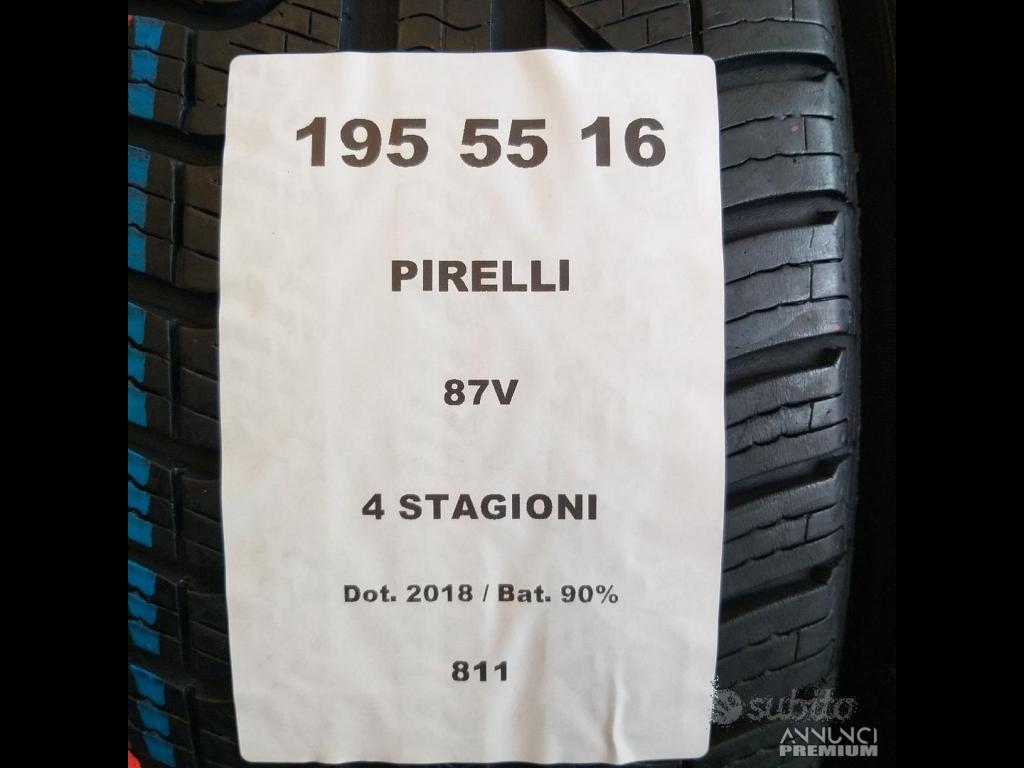 195 55 16
PIRELLI
87V
4 STAGIONI
Dot. 2018 / Bat. 90%
811
subito
ANNUNCI
PREMIUM